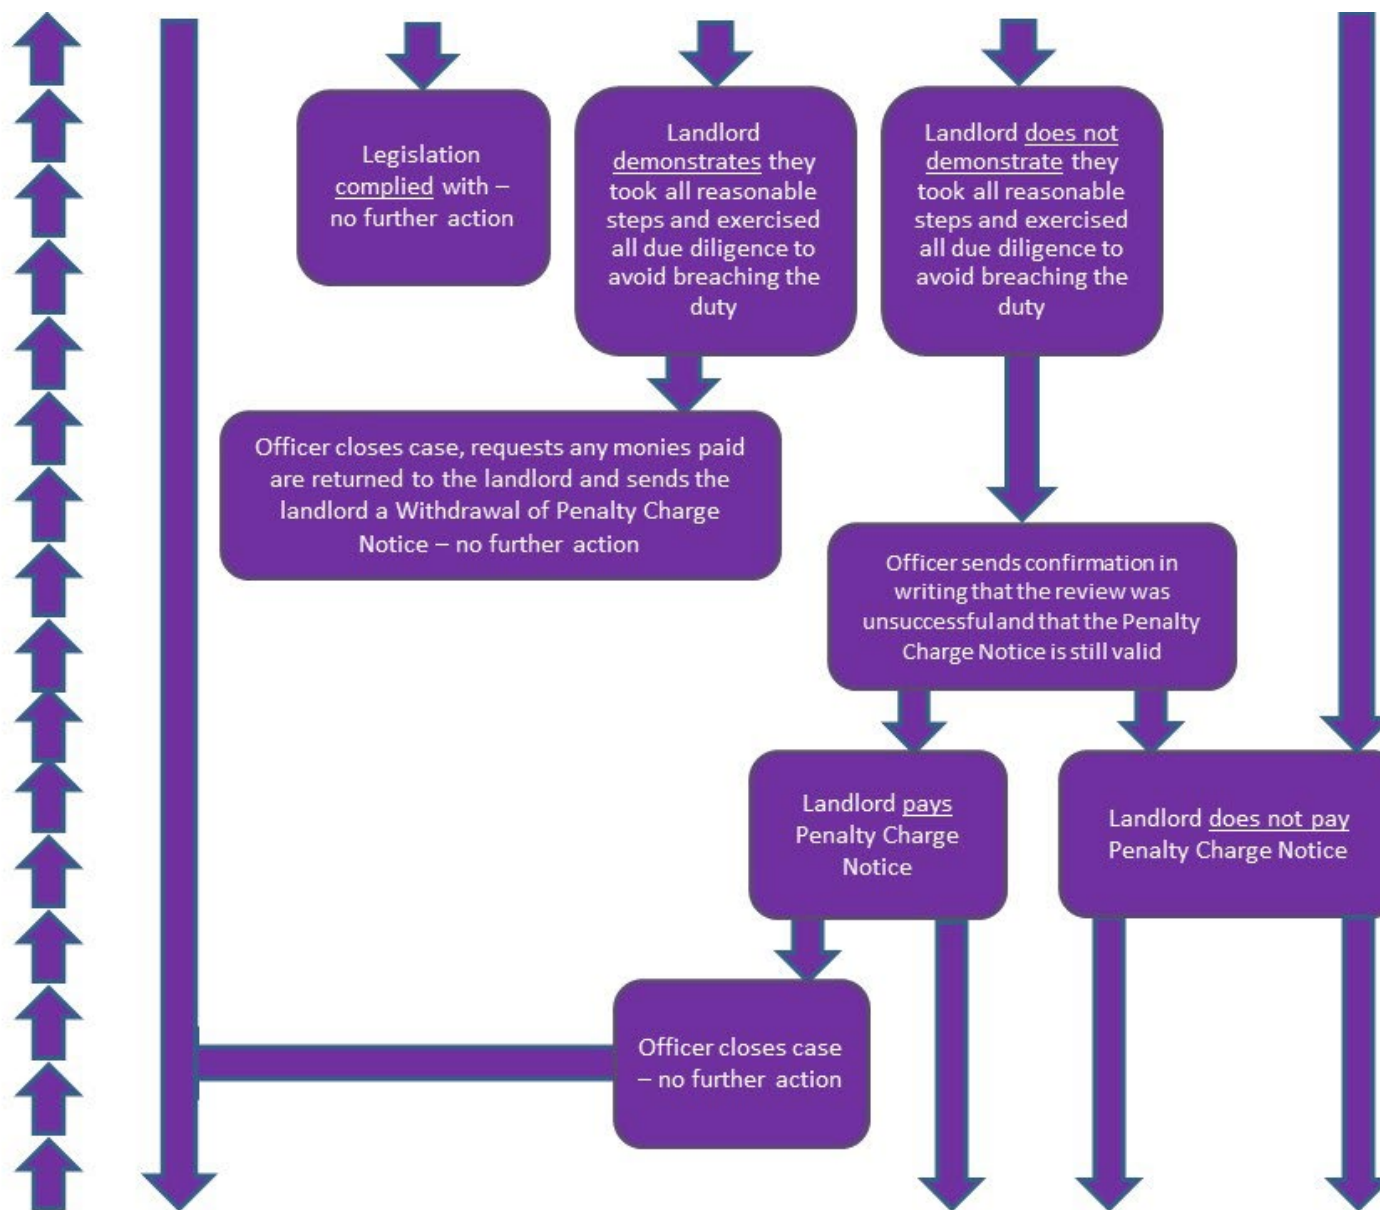 Legislation
complied with –
no further action
Landlord
demonstrates they
took all reasonable
steps and exercised
all due diligence to
avoid breaching the
duty
Landlord does not
demonstrate they
took all reasonable
steps and exercised
all due diligence to
avoid breaching the
duty
Officer closes case, requests any monies paid
are returned to the landlord and sends the
landlord a Withdrawal of Penalty Charge
Notice – no further action
Officer sends confirmation in
writing that the review was
unsuccessful and that the Penalty
Charge Notice is still valid
Landlord pays
Penalty Charge
Notice
Landlord does not pay
Penalty Charge Notice
Officer closes case
– no further action